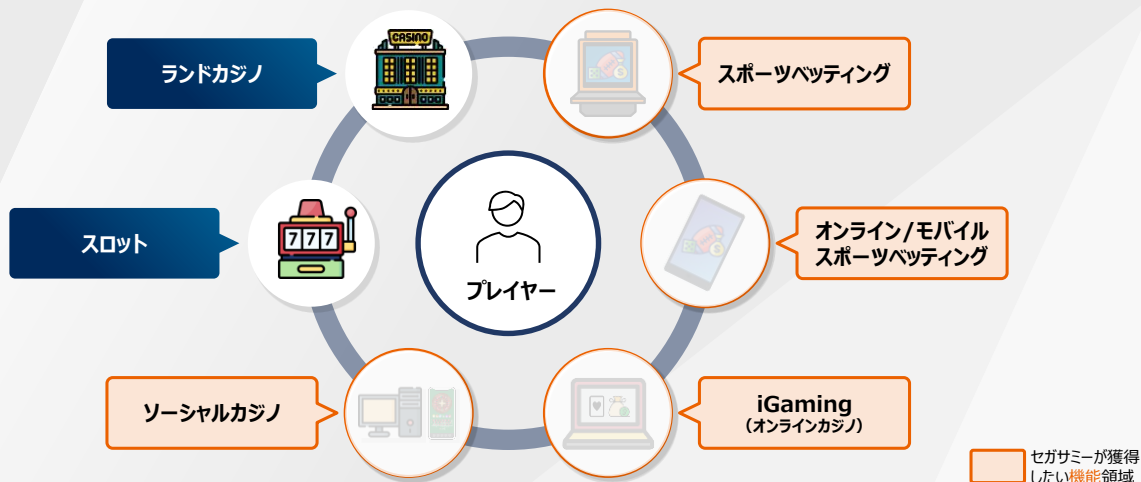 CASINO
ランドカジノ
スポーツベッティング
スロット
777
プレイヤー
オンライン/モバイル
スポーツベッティング
ソーシャルカジノ
iGaming
（オンラインカジノ）
セガサミーが獲得
したい機能領域